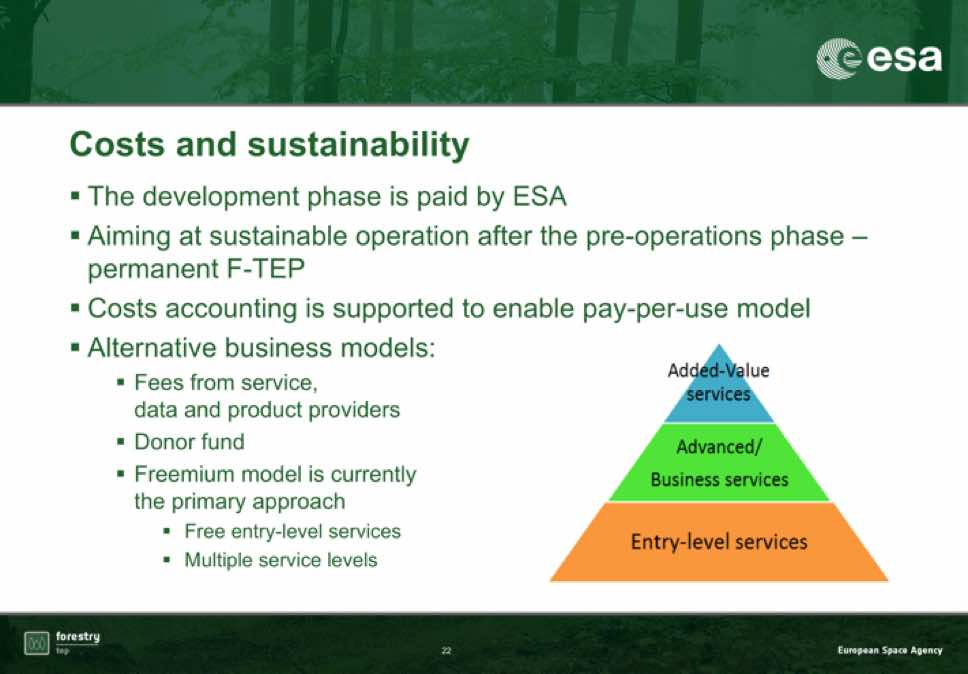 esa
Costs and sustainability
▪ The development phase is paid by ESA
▪ Aiming at sustainable operation after the pre-operations phase –
permanent F-TEP
▪ Costs accounting is supported to enable pay-per-use model
▪ Alternative business models:
▪ Fees from service,
data and product providers
▪ Donor fund
▪ Freemium model is currently
the primary approach
▪ Free entry-level services
▪ Multiple service levels
Added-Value
services
Advanced/
Business services
Entry-level services
forestry
tep
22
European Space Agency